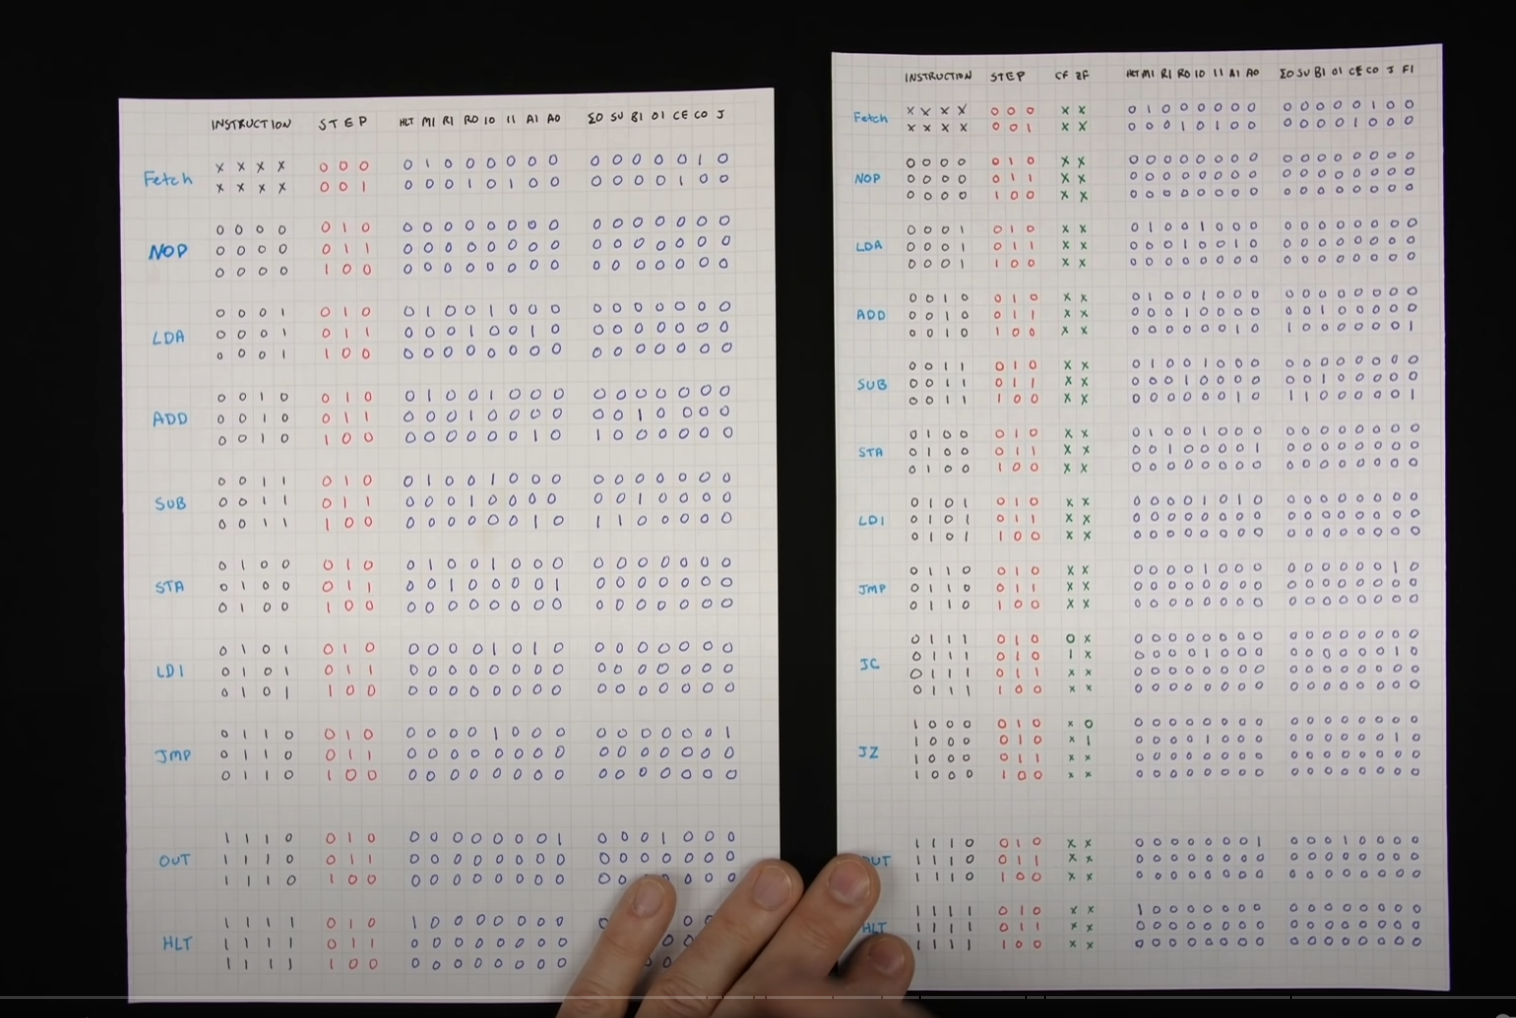 INSTRUCTION STEP HLT MI RI RO IO II AI AO ΣO SU BI OI CE CO J
Fetch X X X X 0 0 0 0 1 0 0 0 0 0 0 0 0 0 0 0 1 0
X X X X 0 0 1 0 0 0 1 0 1 0 0 0 0 0 0 1 0 0
0 0 0 0 0 1 0 0 0 0 0 0 0 0 0 0 0 0 0 0 0 0
NOP 0 0 0 0 0 1 1 0 0 0 0 0 0 0 0 0 0 0 0 0 0 0
0 0 0 0 1 0 0 0 0 0 0 0 0 0 0 0 0 0 0 0 0 0
0 0 0 1 0 1 0 0 1 0 0 1 0 0 0 0 0 0 0 0 0 0
LDA 0 0 0 1 0 1 1 0 0 0 1 0 0 1 0 0 0 0 0 0 0 0
0 0 0 1 1 0 0 0 0 0 0 0 0 0 0 0 0 0 0 0 0 0
0 0 1 0 0 1 0 0 1 0 0 1 0 0 0 0 0 0 0 0 0 0
ADD 0 0 1 0 0 1 1 0 0 0 1 0 0 0 0 0 0 1 0 0 0 0
0 0 1 0 1 0 0 0 0 0 0 0 0 1 0 1 0 0 0 0 0 0
0 0 1 1 0 1 0 0 1 0 0 1 0 0 0 0 0 0 0 0 0 0
SUB 0 0 1 1 0 1 1 0 0 0 1 0 0 0 0 0 0 1 0 0 0 0
0 0 1 1 1 0 0 0 0 0 0 0 0 1 0 1 1 0 0 0 0 0
0 1 0 0 0 1 0 0 1 0 0 1 0 0 0 0 0 0 0 0 0 0
STA 0 1 0 0 0 1 1 0 0 1 0 0 0 0 1 0 0 0 0 0 0 0
0 1 0 0 1 0 0 0 0 0 0 0 0 0 0 0 0 0 0 0 0 0
0 1 0 1 0 1 0 0 0 0 0 1 0 1 0 0 0 0 0 0 0 0
LDI 0 1 0 1 0 1 1 0 0 0 0 0 0 0 0 0 0 0 0 0 0 0
0 1 0 1 1 0 0 0 0 0 0 0 0 0 0 0 0 0 0 0 0 0
0 1 1 0 0 1 0 0 0 0 0 1 0 0 0 0 0 0 0 0 0 1
JMP 0 1 1 0 0 1 1 0 0 0 0 0 0 0 0 0 0 0 0 0 0 0
0 1 1 0 1 0 0 0 0 0 0 0 0 0 0 0 0 0 0 0 0 0
1 1 1 0 0 1 0 0 0 0 0 0 0 0 1 0 0 0 1 0 0 0
OUT 1 1 1 0 0 1 1 0 0 0 0 0 0 0 0 0 0 0 0 0 0 0
1 1 1 0 1 0 0 0 0 0 0 0 0 0 0 0 0 0 0 0 0 0
1 1 1 1 0 1 0 1 0 0 0 0 0 0 0 0 0 0
HLT 1 1 1 1 0 1 1 0 0 0 0 0 0 0 0 0 0
1 1 1 1 1 0 0 0 0 0 0 0 0 0 0 0 0
INSTRUCTION STEP CF ZF HLT MI RI RO IO II AI AO ΣO SU BI OI CE CO J FI
Fetch X X X X 0 0 0 X X 0 1 0 0 0 0 0 0 0 0 0 0 0 1 0 0
X X X X 0 0 1 X X 0 0 0 1 0 1 0 0 0 0 0 0 1 0 0 0
0 0 0 0 0 1 0 X X 0 0 0 0 0 0 0 0 0 0 0 0 0 0 0 0
NOP 0 0 0 0 0 1 1 X X 0 0 0 0 0 0 0 0 0 0 0 0 0 0 0 0
0 0 0 0 1 0 0 X X 0 0 0 0 0 0 0 0 0 0 0 0 0 0 0 0
0 0 0 1 0 1 0 X X 0 1 0 0 1 0 0 0 0 0 0 0 0 0 0 0
LDA 0 0 0 1 0 1 1 X X 0 0 0 1 0 0 1 0 0 0 0 0 0 0 0 0
0 0 0 1 1 0 0 X X 0 0 0 0 0 0 0 0 0 0 0 0 0 0 0 0
0 0 1 0 0 1 0 X X 0 1 0 0 1 0 0 0 0 0 0 0 0 0 0 0
ADD 0 0 1 0 0 1 1 X X 0 0 0 1 0 0 0 0 0 0 1 0 0 0 0 0
0 0 1 0 1 0 0 X X 0 0 0 0 0 0 1 0 1 0 0 0 0 0 0 1
0 0 1 1 0 1 0 X X 0 1 0 0 1 0 0 0 0 0 0 0 0 0 0 0
SUB 0 0 1 1 0 1 1 X X 0 0 0 1 0 0 0 0 0 0 1 0 0 0 0 0
0 0 1 1 1 0 0 X X 0 0 0 0 0 0 1 0 1 1 0 0 0 0 0 1
0 1 0 0 0 1 0 X X 0 1 0 0 1 0 0 0 0 0 0 0 0 0 0 0
STA 0 1 0 0 0 1 1 X X 0 0 1 0 0 0 0 1 0 0 0 0 0 0 0 0
0 1 0 0 1 0 0 X X 0 0 0 0 0 0 0 0 0 0 0 0 0 0 0 0
0 1 0 1 0 1 0 X X 0 0 0 0 1 0 1 0 0 0 0 0 0 0 0 0
LDI 0 1 0 1 0 1 1 X X 0 0 0 0 0 0 0 0 0 0 0 0 0 0 0 0
0 1 0 1 1 0 0 X X 0 0 0 0 0 0 0 0 0 0 0 0 0 0 0 0
0 1 1 0 0 1 0 X X 0 0 0 0 1 0 0 0 0 0 0 0 0 0 1 0
JMP 0 1 1 0 0 1 1 X X 0 0 0 0 0 0 0 0 0 0 0 0 0 0 0 0
0 1 1 0 1 0 0 X X 0 0 0 0 0 0 0 0 0 0 0 0 0 0 0 0
0 1 1 1 0 1 0 0 X 0 0 0 0 0 0 0 0 0 0 0 0 0 0 0 0
JC 0 1 1 1 0 1 0 1 X 0 0 0 0 1 0 0 0 0 0 0 0 0 0 1 0
0 1 1 1 0 1 1 X X 0 0 0 0 0 0 0 0 0 0 0 0 0 0 0 0
0 1 1 1 1 0 0 X X 0 0 0 0 0 0 0 0 0 0 0 0 0 0 0 0
1 0 0 0 0 1 0 X 0 0 0 0 0 0 0 0 0 0 0 0 0 0 0 0 0
1 0 0 0 0 1 0 X 1 0 0 0 0 1 0 0 0 0 0 0 0 0 0 1 0
JZ 1 0 0 0 0 1 1 X X 0 0 0 0 0 0 0 0 0 0 0 0 0 0 0 0
1 0 0 0 1 0 0 X X 0 0 0 0 0 0 0 0 0 0 0 0 0 0 0 0
1 1 1 0 0 1 0 X X 0 0 0 0 0 0 0 1 0 0 0 1 0 0 0 0
OUT 1 1 1 0 0 1 1 X X 0 0 0 0 0 0 0 0 0 0 0 0 0 0 0 0
1 1 1 0 1 0 0 X X 0 0 0 0 0 0 0 0 0 0 0 0 0 0 0 0
1 1 1 1 0 1 0 X X 1 0 0 0 0 0 0 0 0 0 0 0 0 0 0 0
HLT 1 1 1 1 0 1 1 X X 0 0 0 0 0 0 0 0 0 0 0 0 0 0 0 0
1 1 1 1 1 0 0 X X 0 0 0 0 0 0 0 0 0 0 0 0 0 0 0 0